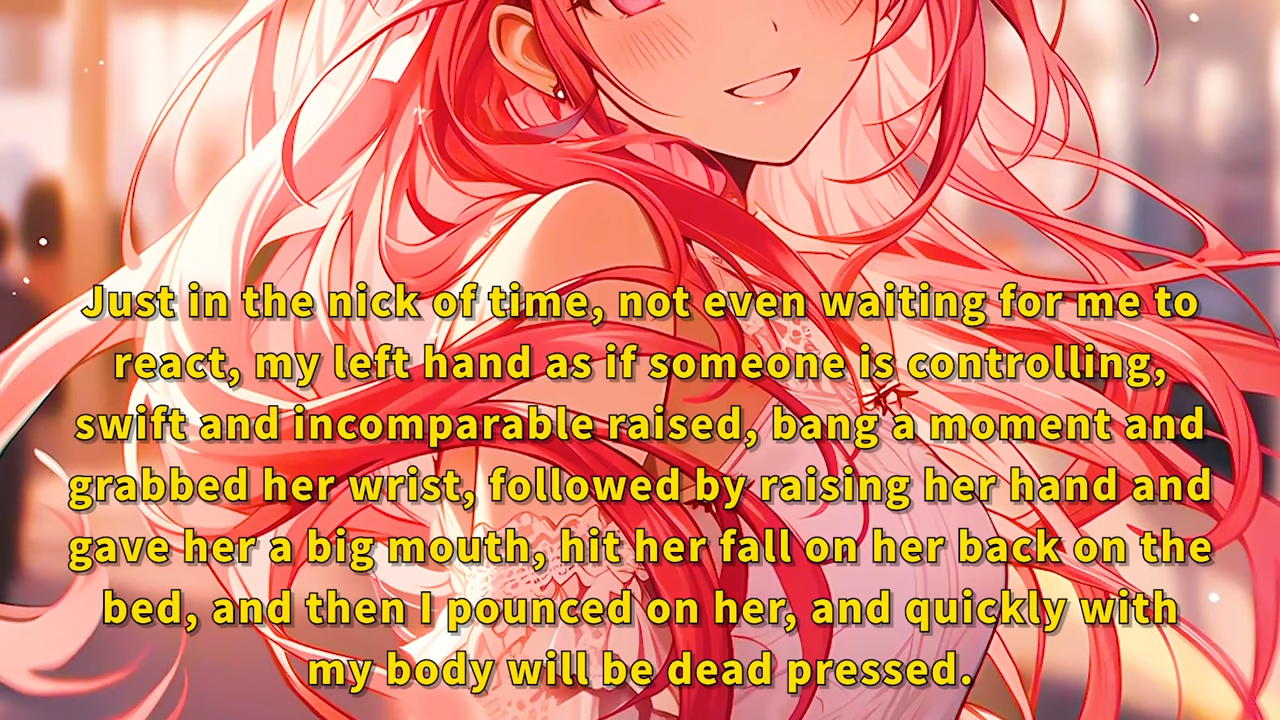 Just in the nick of time, not even waiting for me to
react, my left hand as if someone is controlling,
swift and incomparable raised, bang a moment and
grabbed her wrist, followed by raising her hand and
gave her a big mouth, hit her fall on her back on the
bed, and then I pounced on her, and quickly with
my body will be dead pressed.